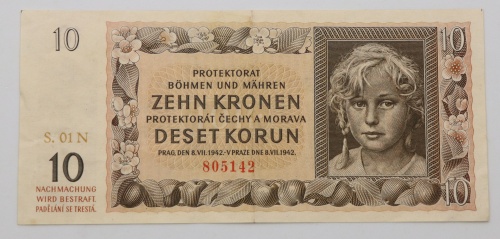 10
10
PROTEKTORAT
BÖHMEN UND MÄHREN
ZEHN KRONEN
PROTEKTORÁT ČECHY A MORAVA
DESET KORUN
PRAG, DEN 8.VII.1942.-V PRAZE DNE 8.VII.1942.
805142
S. 01 N
10
NACHMACHUNG
WIRD BESTRAFT.
PADĚLÁNÍ SE TRESTÁ.
10